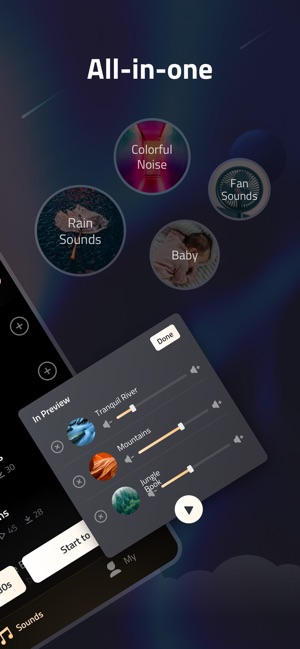 All-in-one
Colorful
Noise
Fan
Sounds
Rain
Sounds
Baby
Done
In Preview
Tranquil River
Mountains
Jungle
Book
30
45 28
Start to
My
Sounds